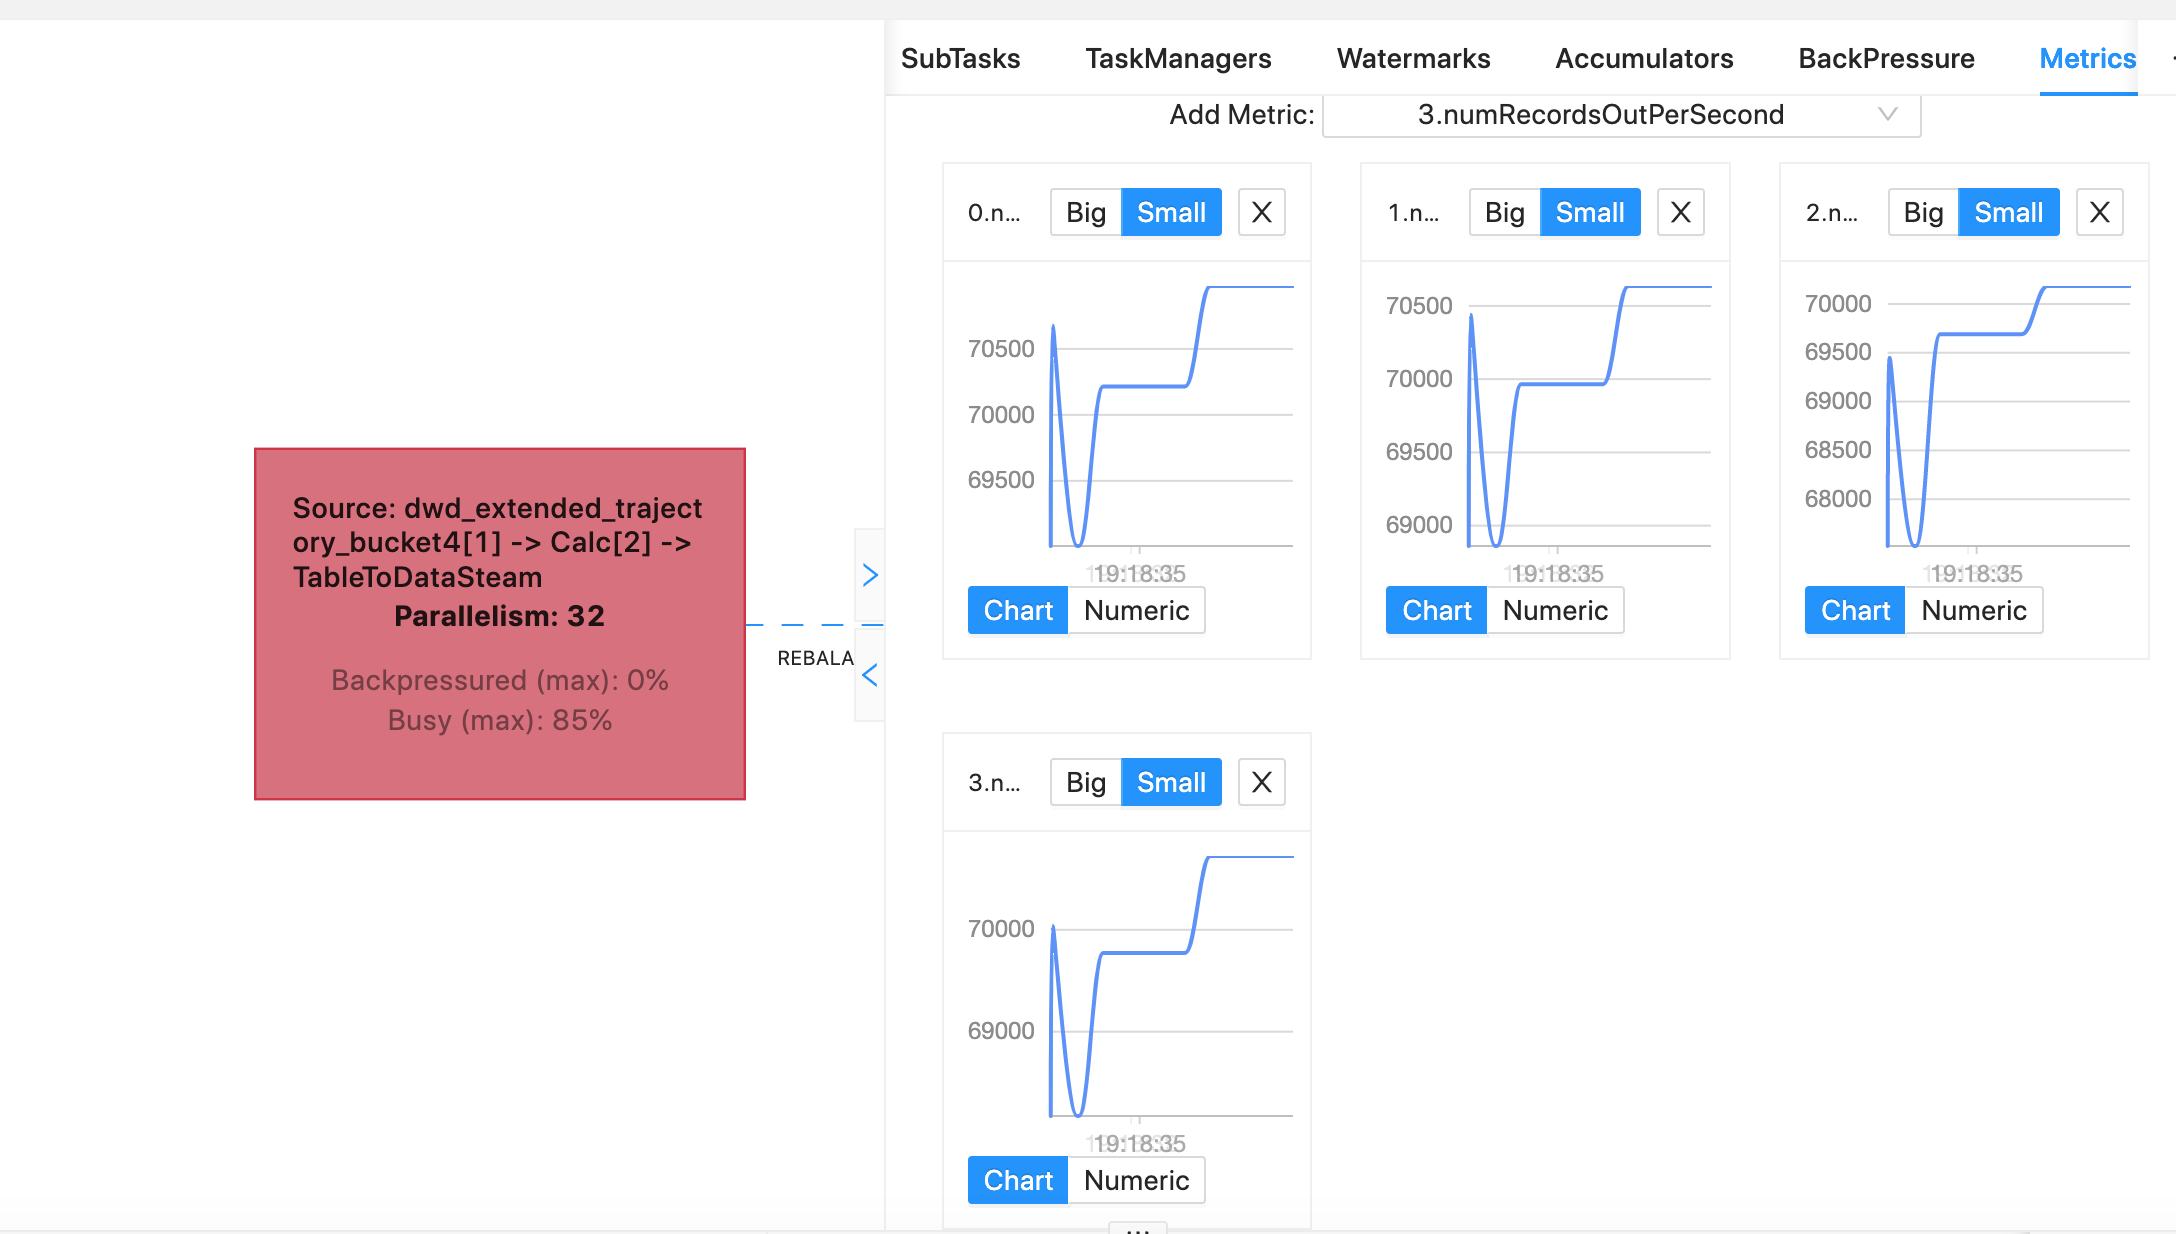 SubTasks TaskManagers Watermarks Accumulators BackPressure Metrics
Add Metric: 3.numRecordsOutPerSecond
0.n... Big Small X
70500
70000
69500
19:18:35
Chart Numeric
1.n... Big Small X
70500
70000
69500
69000
19:18:35
Chart Numeric
2.n... Big Small X
70000
69500
69000
68500
68000
19:18:35
Chart Numeric
3.n... Big Small X
70000
69000
19:18:35
Chart Numeric
Source: dwd_extended_traject
ory_bucket4[1] -> Calc[2] ->
TableToDataSteam
Parallelism: 32
Backpressured (max): 0%
Busy (max): 85%
REBALA